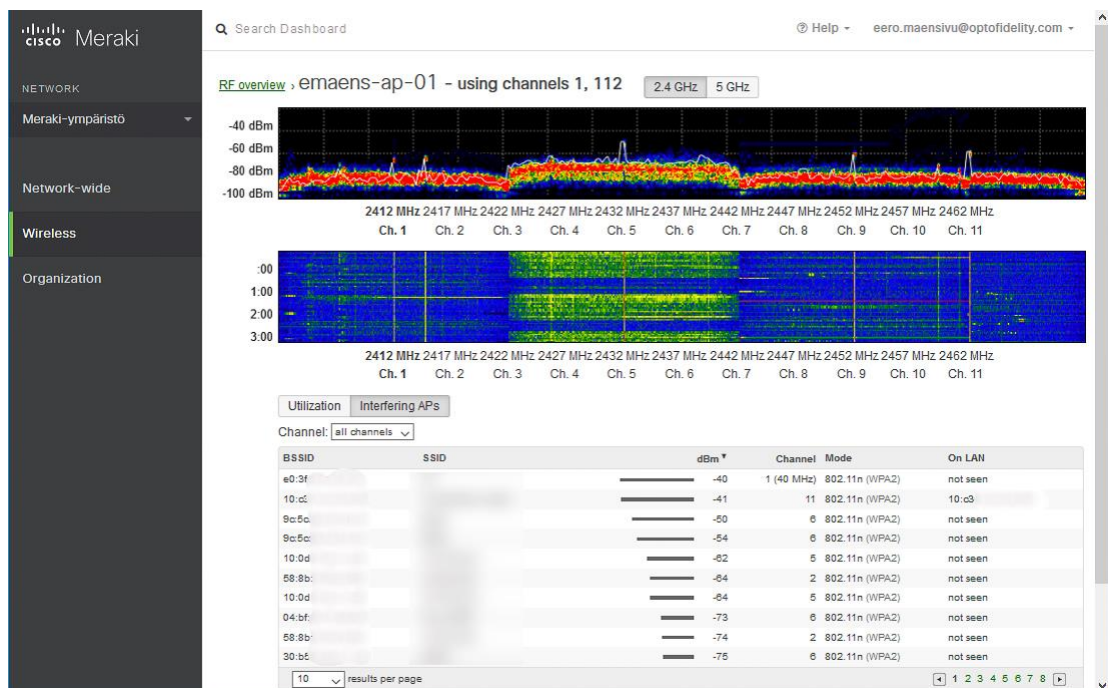 cisco Meraki
Search Dashboard
Help
eero.maensivu@optofidelity.com
NETWORK
Meraki-ympäristö
Network-wide
Wireless
Organization
RF overview › emaens-ap-01 - using channels 1, 112
2.4 GHz 5 GHz
-40 dBm
-60 dBm
-80 dBm
-100 dBm
2412 MHz 2417 MHz 2422 MHz 2427 MHz 2432 MHz 2437 MHz 2442 MHz 2447 MHz 2452 MHz 2457 MHz 2462 MHz
Ch. 1 Ch. 2 Ch. 3 Ch. 4 Ch. 5 Ch. 6 Ch. 7 Ch. 8 Ch. 9 Ch. 10 Ch. 11
:00
1:00
2:00
3:00
2412 MHz 2417 MHz 2422 MHz 2427 MHz 2432 MHz 2437 MHz 2442 MHz 2447 MHz 2452 MHz 2457 MHz 2462 MHz
Ch. 1 Ch. 2 Ch. 3 Ch. 4 Ch. 5 Ch. 6 Ch. 7 Ch. 8 Ch. 9 Ch. 10 Ch. 11
Utilization Interfering APs
Channel: all channels
BSSID SSID dBm Channel Mode On LAN
e0:3f -40 1 (40 MHz) 802.11n (WPA2) not seen
10:c3 -41 11 802.11n (WPA2) 10:c3
9c:5c -50 6 802.11n (WPA2) not seen
9c:5c -54 6 802.11n (WPA2) not seen
10:0d -62 5 802.11n (WPA2) not seen
58:8b: -64 2 802.11n (WPA2) not seen
10:0d -64 5 802.11n (WPA2) not seen
04:bf: -73 6 802.11n (WPA2) not seen
58:8b -74 2 802.11n (WPA2) not seen
30:b5 -75 6 802.11n (WPA2) not seen
10 results per page
1 2 3 4 5 6 7 8